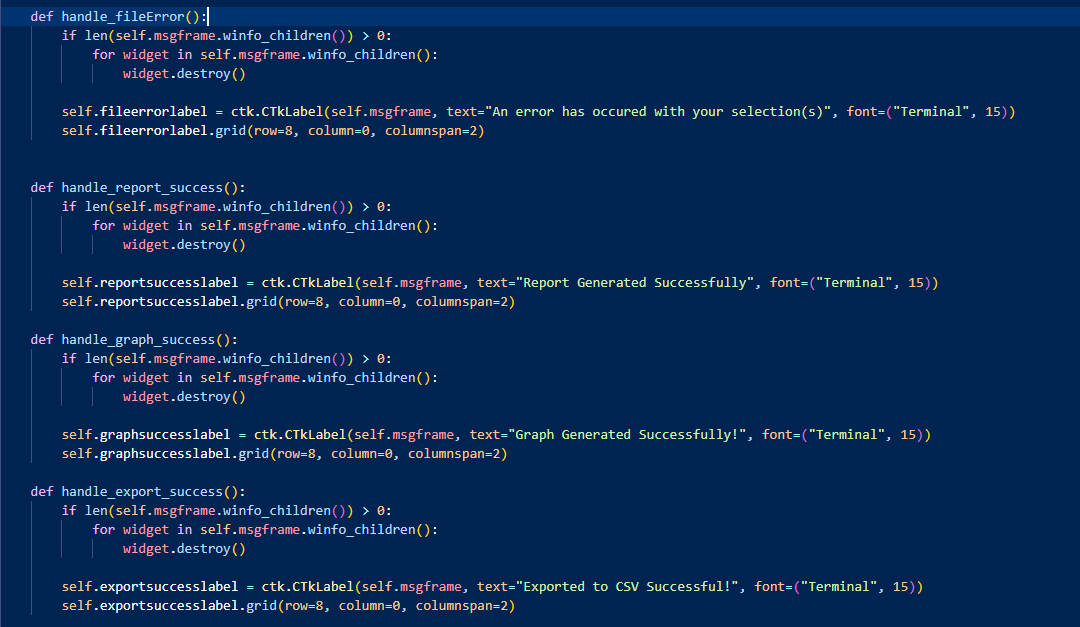 def handle_fileError():
    if len(self.msgframe.winfo_children()) > 0:
        for widget in self.msgframe.winfo_children():
            widget.destroy()

    self.fileerrorlabel = ctk.CTkLabel(self.msgframe, text="An error has occured with your selection(s)", font=("Terminal", 15))
    self.fileerrorlabel.grid(row=8, column=0, columnspan=2)


def handle_report_success():
    if len(self.msgframe.winfo_children()) > 0:
        for widget in self.msgframe.winfo_children():
            widget.destroy()

    self.reportsuccesslabel = ctk.CTkLabel(self.msgframe, text="Report Generated Successfully", font=("Terminal", 15))
    self.reportsuccesslabel.grid(row=8, column=0, columnspan=2)

def handle_graph_success():
    if len(self.msgframe.winfo_children()) > 0:
        for widget in self.msgframe.winfo_children():
            widget.destroy()

    self.graphsuccesslabel = ctk.CTkLabel(self.msgframe, text="Graph Generated Successfully!", font=("Terminal", 15))
    self.graphsuccesslabel.grid(row=8, column=0, columnspan=2)

def handle_export_success():
    if len(self.msgframe.winfo_children()) > 0:
        for widget in self.msgframe.winfo_children():
            widget.destroy()

    self.exportsuccesslabel = ctk.CTkLabel(self.msgframe, text="Exported to CSV Successful!", font=("Terminal", 15))
    self.exportsuccesslabel.grid(row=8, column=0, columnspan=2)